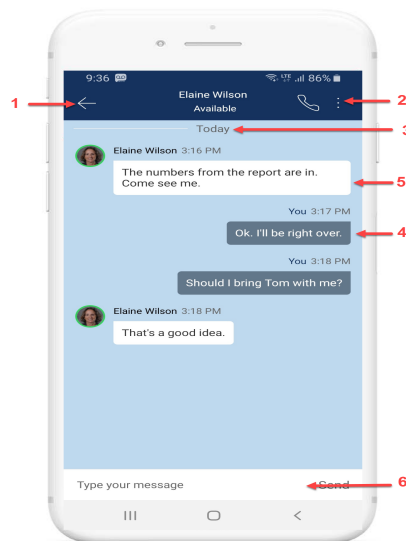 9:36 LTE 86%
Elaine Wilson
Available
1
2
Today
3
Elaine Wilson 3:16 PM
The numbers from the report are in.
Come see me.
5
You 3:17 PM
Ok. I'll be right over.
4
You 3:18 PM
Should I bring Tom with me?
Elaine Wilson 3:18 PM
That's a good idea.
Type your message
Send
6